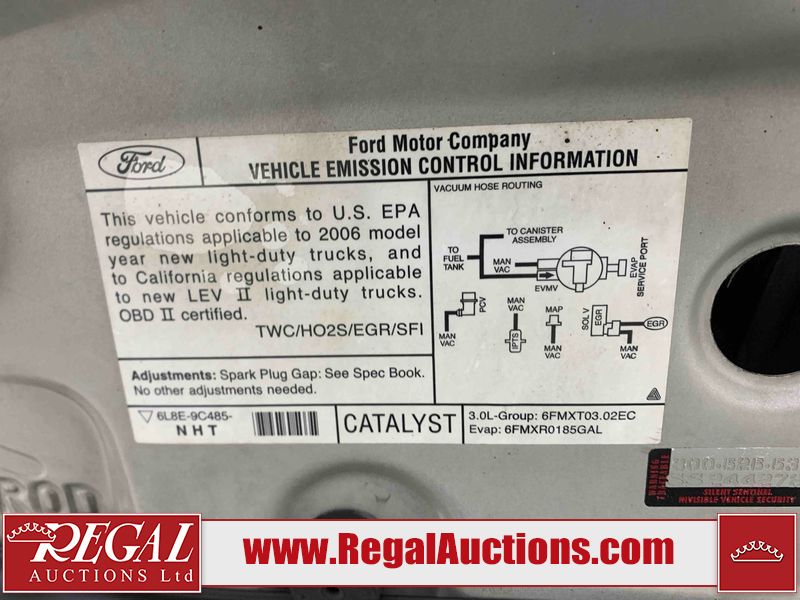 Ford
Ford Motor Company
VEHICLE EMISSION CONTROL INFORMATION
This vehicle conforms to U.S. EPA
regulations applicable to 2006 model
year new light-duty trucks, and
to California regulations applicable
to new LEV II light-duty trucks.
OBD II certified.
TWC/HO2S/EGR/SFI
Adjustments: Spark Plug Gap: See Spec Book.
No other adjustments needed.
VACUUM HOSE ROUTING
TO CANISTER
ASSEMBLY
TO
FUEL
TANK
MAN
VAC
EVMV
EVAP
SERVICE PORT
PCV
MAN
VAC
MAN
VAC
IPTS
MAP
MAN
VAC
SOL V
EGR
EGR
MAN
VAC
6L8E-9C485-
NHT
CATALYST
3.0L-Group: 6FMXT03.02EC
Evap: 6FMXR0185GAL
ROD
WARNING
TRACEABLE
SILENT SENTINEL
INVISIBLE VEHICLE SECURITY
REGAL
AUCTIONS Ltd
www.RegalAuctions.com